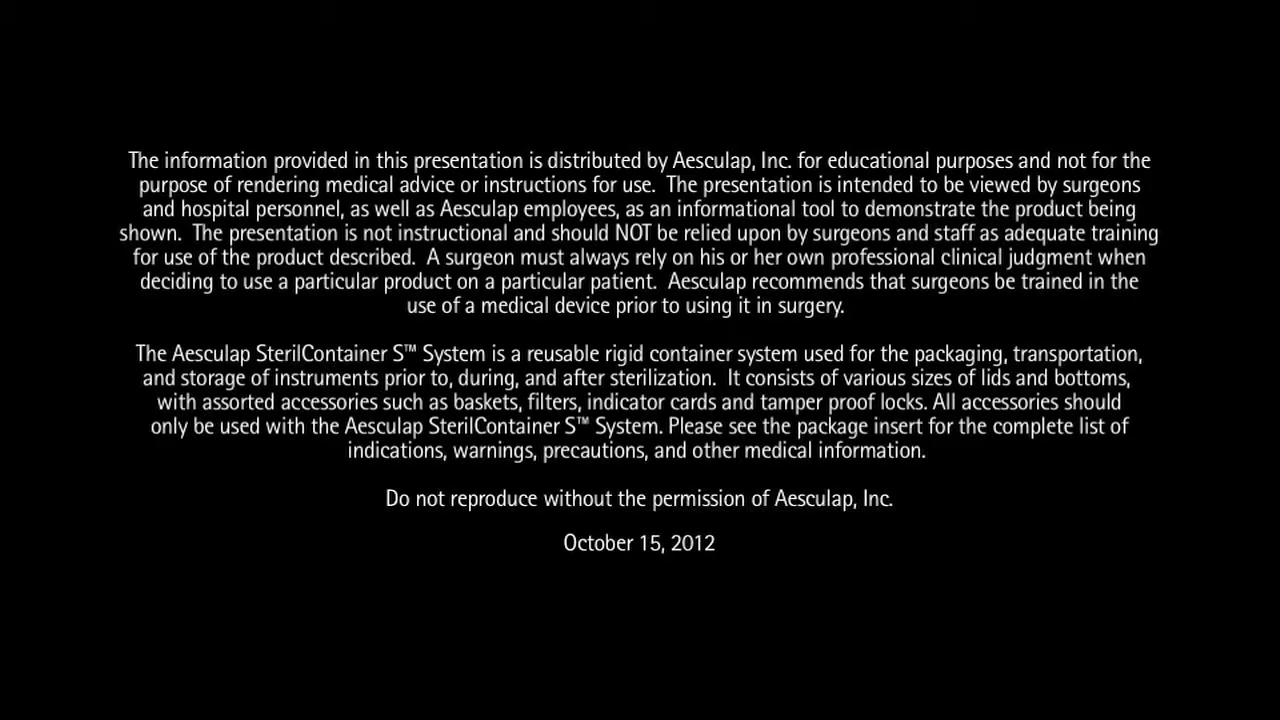 The information provided in this presentation is distributed by Aesculap, Inc. for educational purposes and not for the
purpose of rendering medical advice or instructions for use.  The presentation is intended to be viewed by surgeons
and hospital personnel, as well as Aesculap employees, as an informational tool to demonstrate the product being
shown.  The presentation is not instructional and should NOT be relied upon by surgeons and staff as adequate training
for use of the product described.  A surgeon must always rely on his or her own professional clinical judgment when
deciding to use a particular product on a particular patient.  Aesculap recommends that surgeons be trained in the
use of a medical device prior to using it in surgery.
The Aesculap SterilContainer S™ System is a reusable rigid container system used for the packaging, transportation,
and storage of instruments prior to, during, and after sterilization.  It consists of various sizes of lids and bottoms,
with assorted accessories such as baskets, filters, indicator cards and tamper proof locks. All accessories should
only be used with the Aesculap SterilContainer S™ System. Please see the package insert for the complete list of
indications, warnings, precautions, and other medical information.
Do not reproduce without the permission of Aesculap, Inc.
October 15, 2012